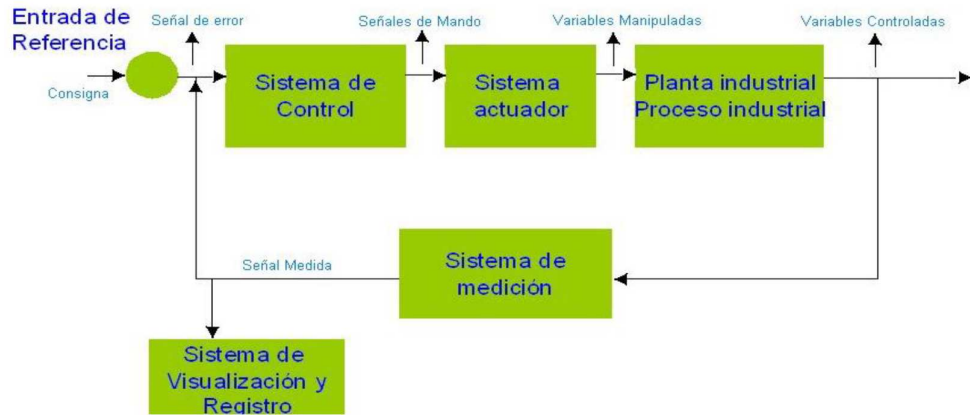 Entrada de
Referencia
Señal de error
Señales de Mando
Variables Manipuladas
Variables Controladas
Consigna
Sistema de
Control
Sistema
actuador
Planta industrial
Proceso industrial
Señal Medida
Sistema de
medición
Sistema de
Visualización y
Registro